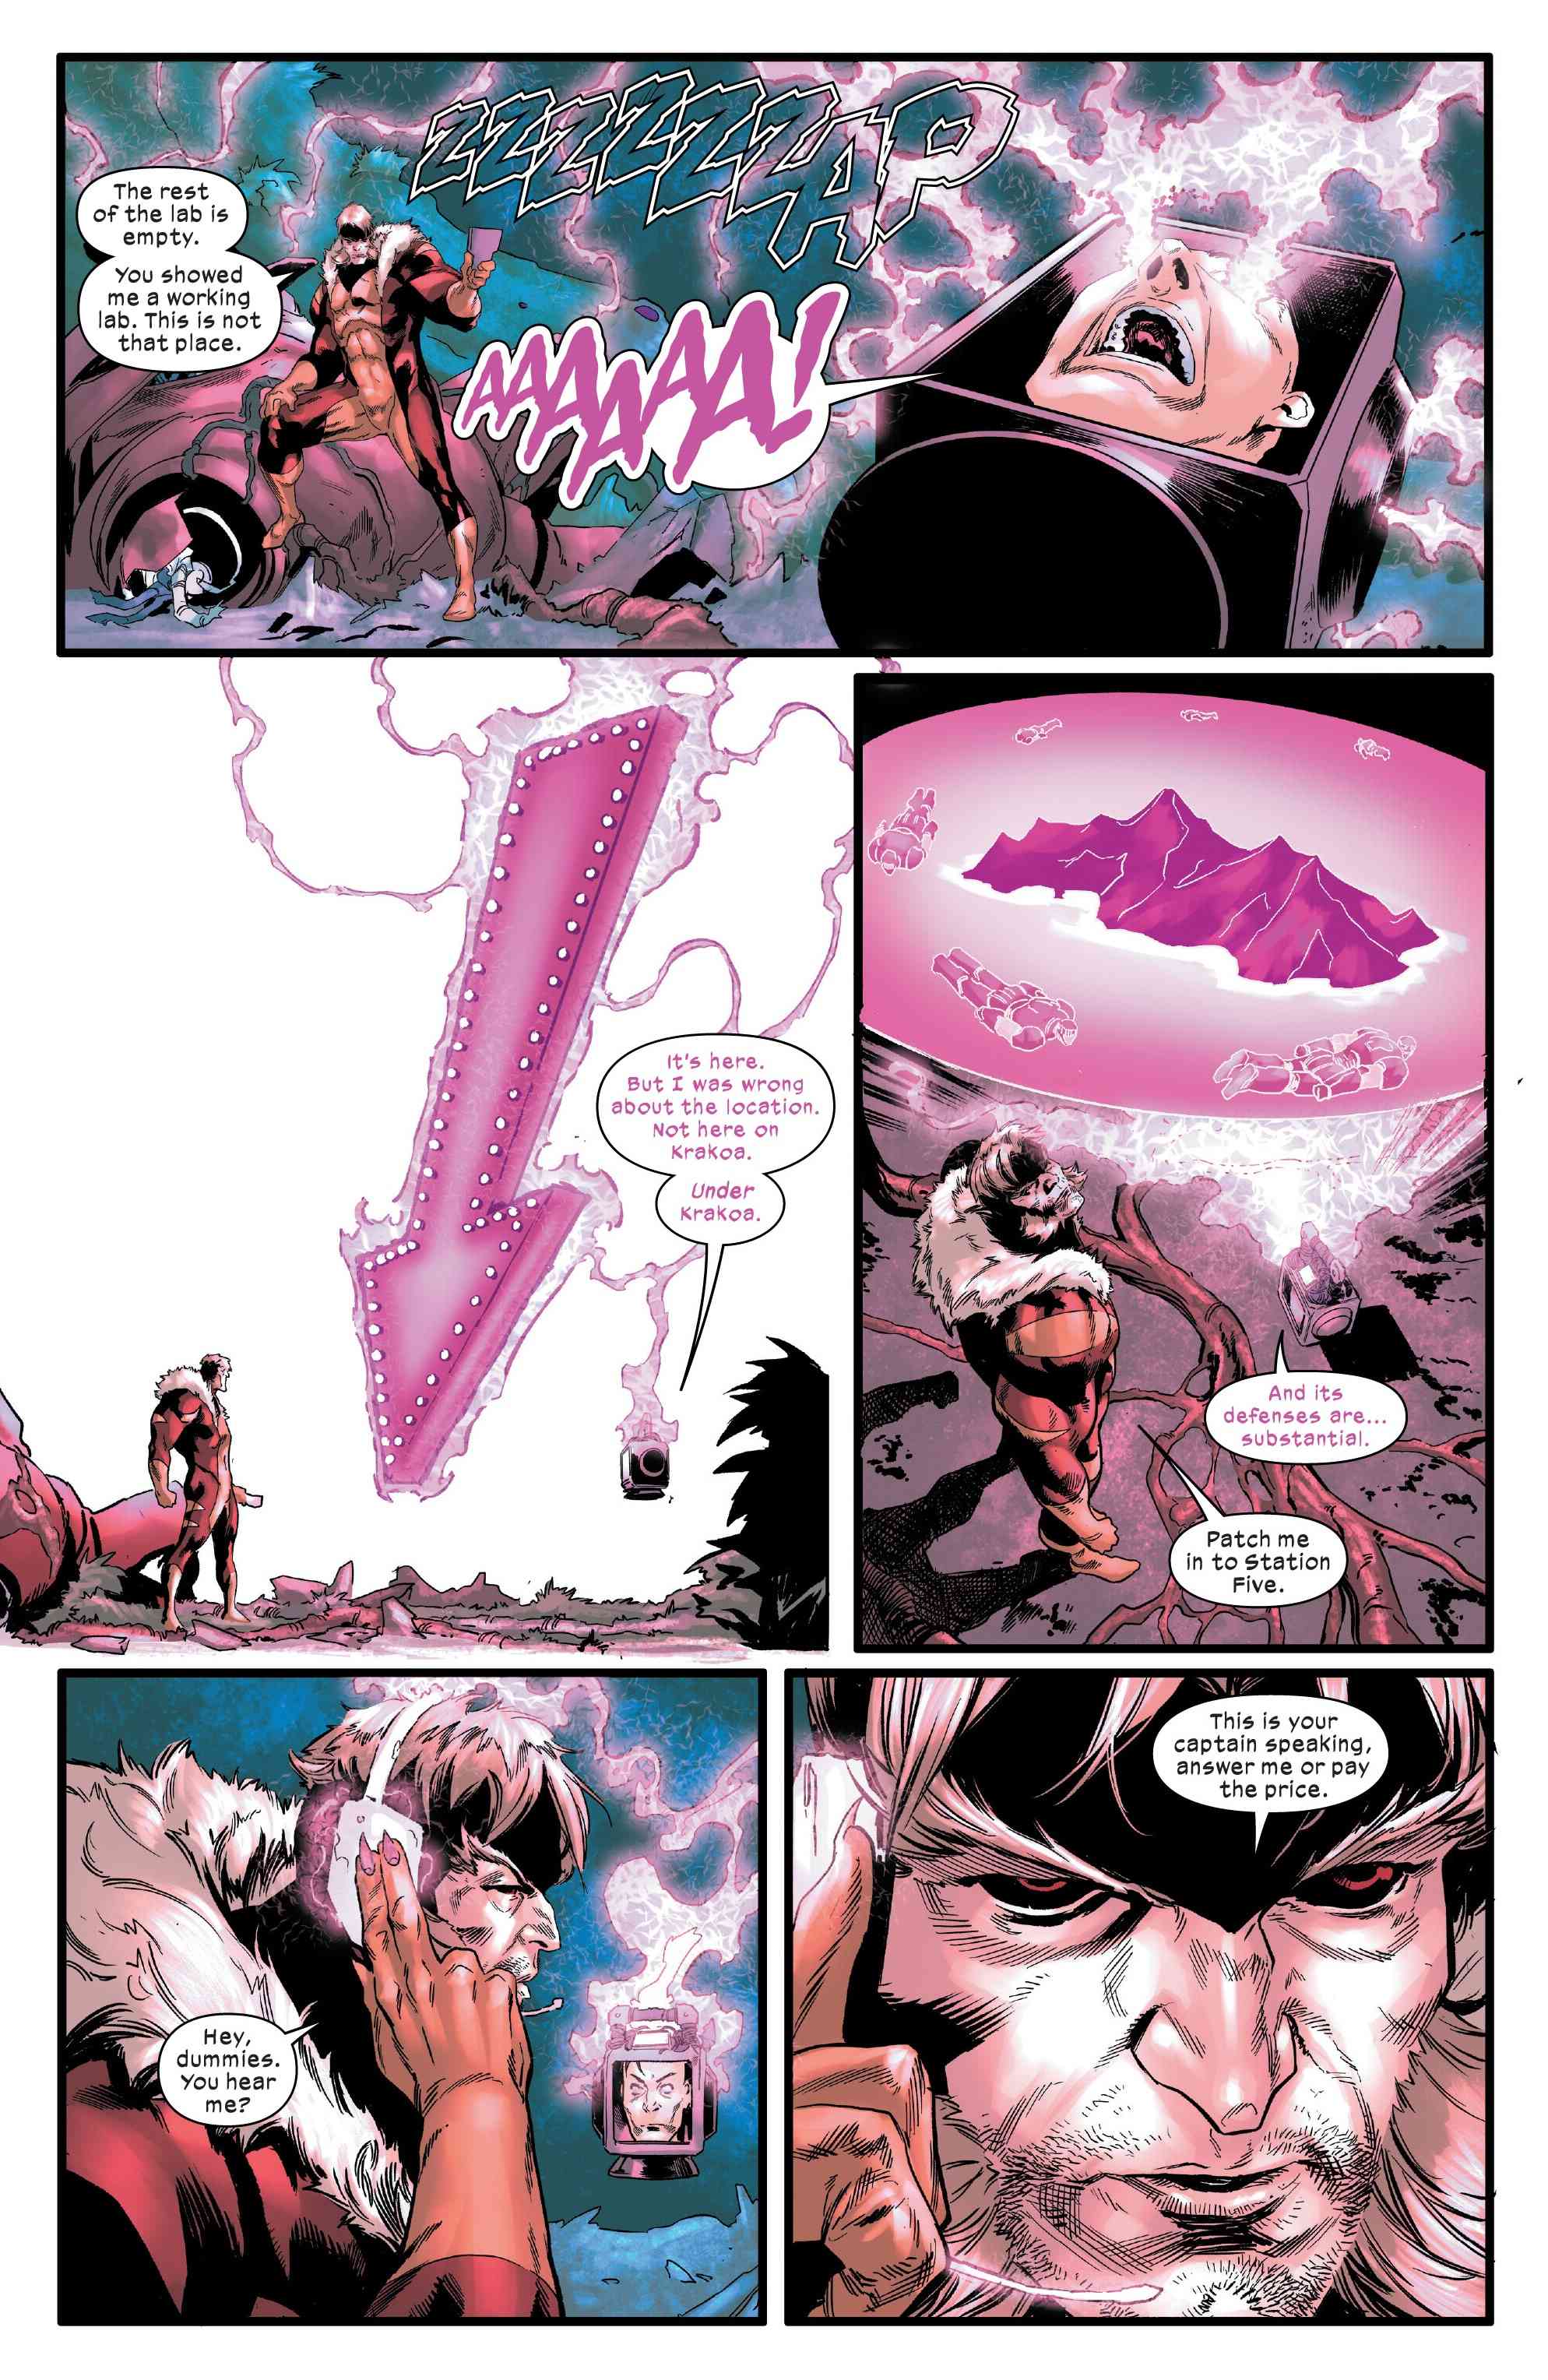 The rest
of the lab is
empty.
You showed
me a working
lab. This is not
that place.
ZZZZZZZAP
AAAAAAA!
It's here.
But I was wrong
about the location.
Not here on
Krakoa.
Under
Krakoa.
And its
defenses are...
substantial.
Patch me
in to Station
Five.
Hey,
dummies.
You hear
me?
This is your
captain speaking,
answer me or pay
the price.